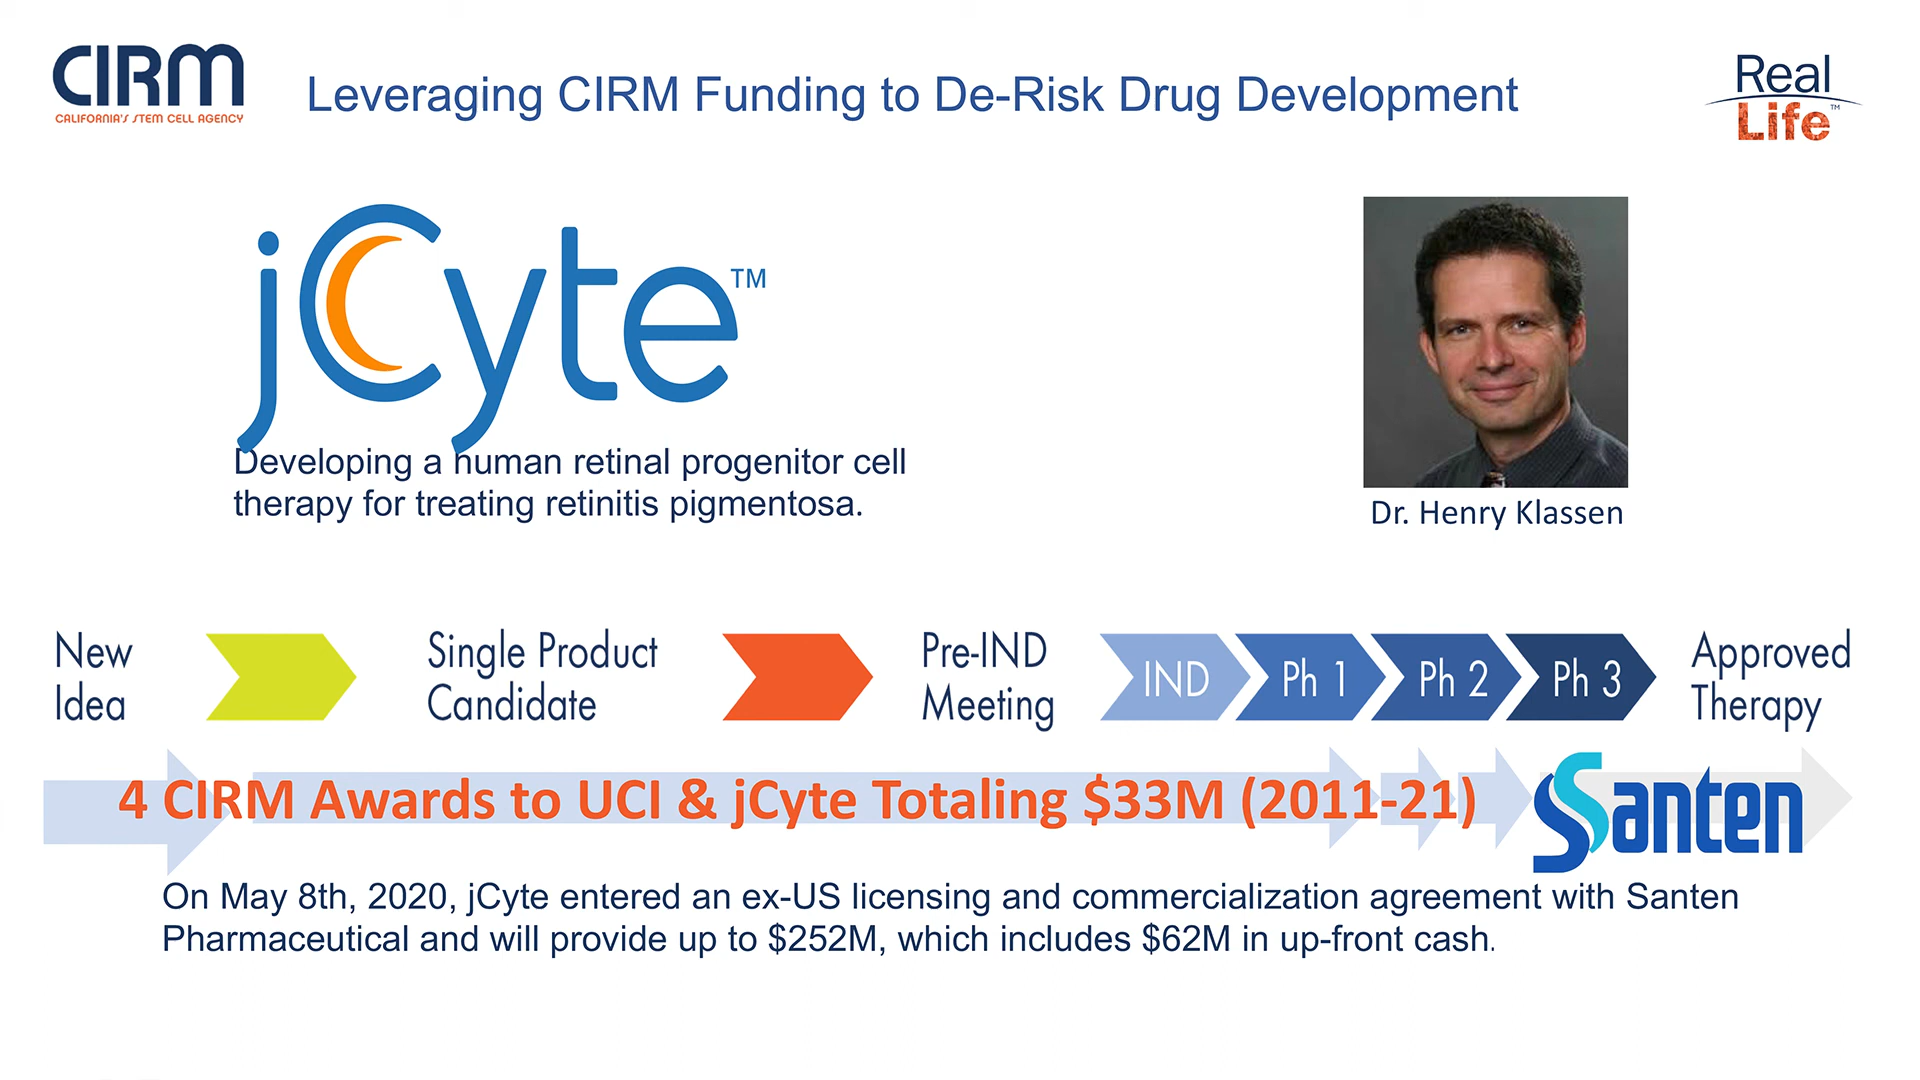 CIRM
CALIFORNIA'S STEM CELL AGENCY
Leveraging CIRM Funding to De-Risk Drug Development
Real
Life™
jCyte™
Developing a human retinal progenitor cell
therapy for treating retinitis pigmentosa.
Dr. Henry Klassen
New
Idea
Single Product
Candidate
Pre-IND
Meeting
IND
Ph 1
Ph 2
Ph 3
Approved
Therapy
4 CIRM Awards to UCI & jCyte Totaling $33M (2011-21)
Santen
On May 8th, 2020, jCyte entered an ex-US licensing and commercialization agreement with Santen
Pharmaceutical and will provide up to $252M, which includes $62M in up-front cash.